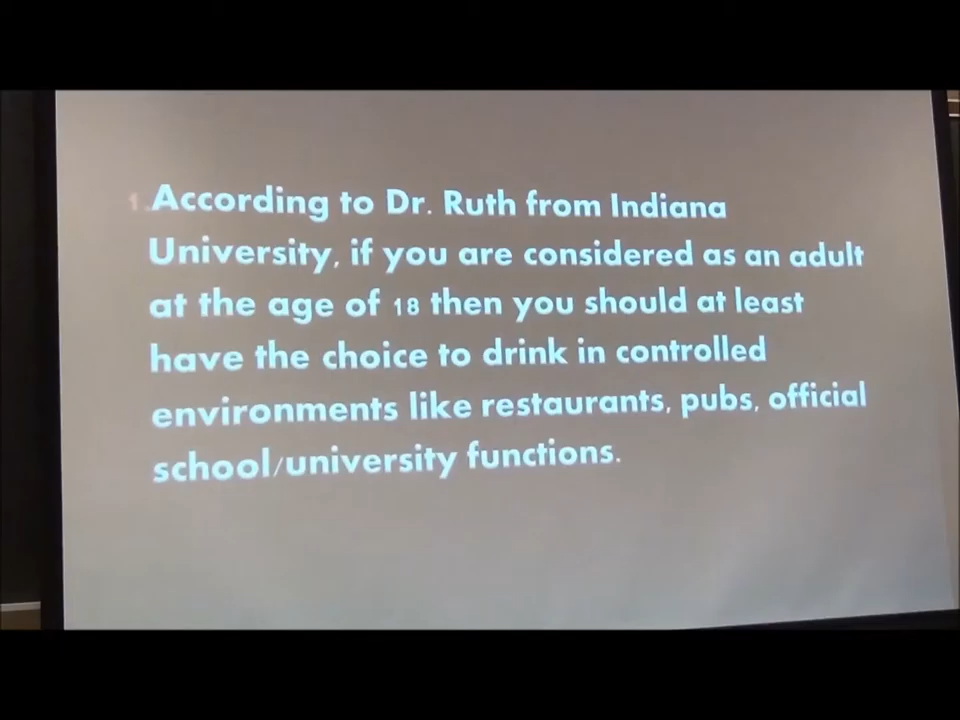 1.According to Dr. Ruth from Indiana
University, if you are considered as an adult
at the age of 18 then you should at least
have the choice to drink in controlled
environments like restaurants, pubs, official
school/university functions.